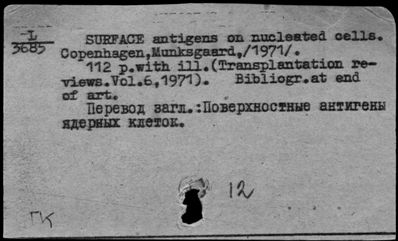 L
3685
SURFACE antigens on nucleated cells.
Copenhagen,Munksgaard,/1971/.
112 p.with ill.(Transplantation re-
views.Vol.6,1971). Bibliogr.at end
of art.
Перевод загл.:Поверхностные антигены
ядерных клеток.
12
ГК